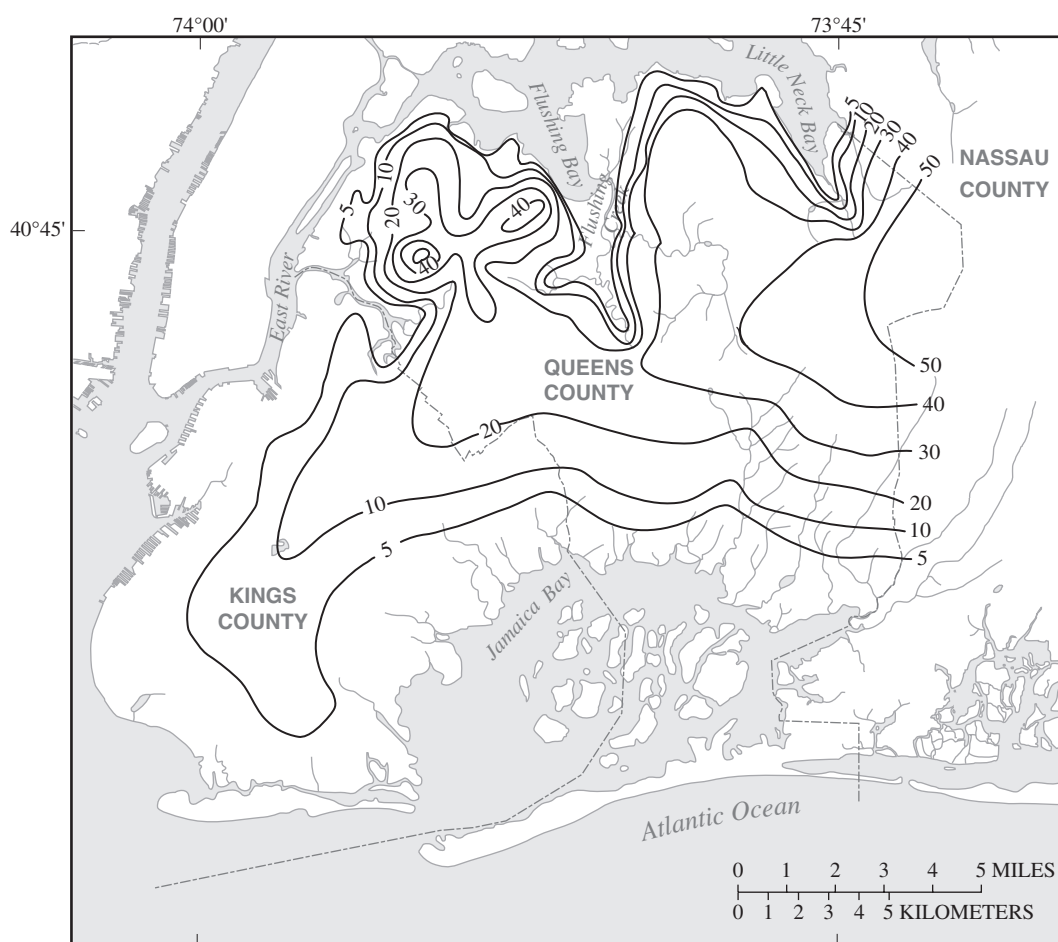 74°00'
73°45'
40°45'
Little Neck Bay
Flushing Bay
Flushing
Creek
East River
NASSAU
COUNTY
5
10
20
30
40
50
5
10
20
30
40
40
50
40
30
20
10
5
20
10
5
QUEENS
COUNTY
KINGS
COUNTY
Jamaica Bay
Atlantic Ocean
0 1 2 3 4 5 MILES
0 1 2 3 4 5 KILOMETERS